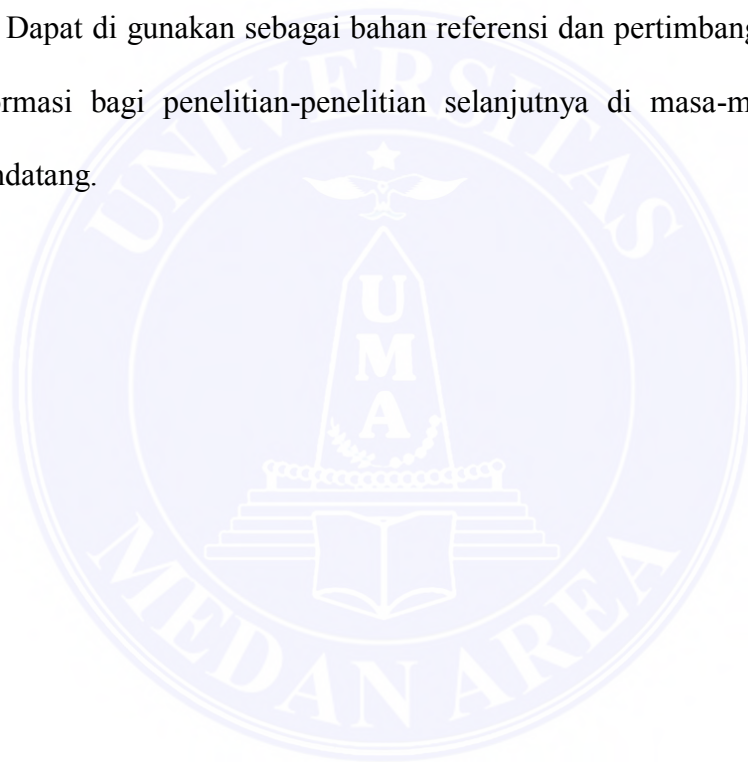 Dapat di gunakan sebagai bahan referensi dan pertimbang
rmasi bagi penelitian-penelitian selanjutnya di masa-m
ndatang.
UNIVERSITAS
UMA
MEDAN AREA